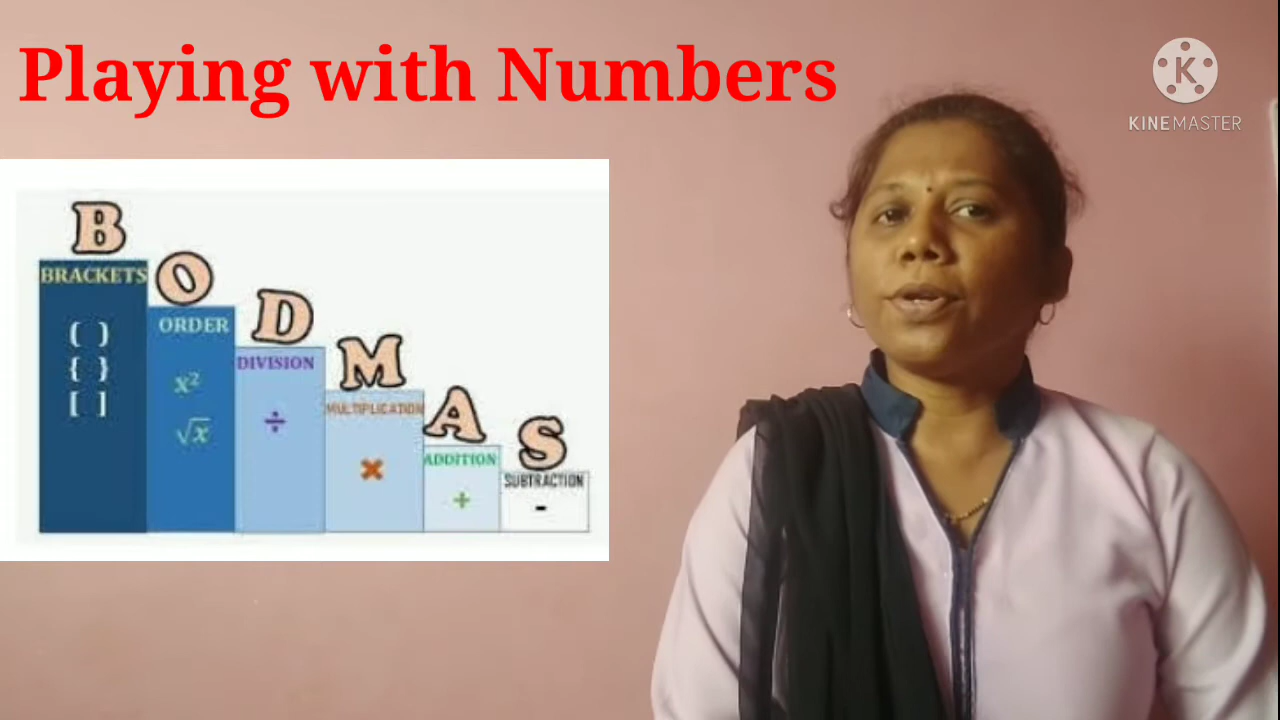 Playing with Numbers
K
KINEMASTER
B
O
D
M
A
S
BRACKETS
( )
{ }
[ ]
ORDER
x²
√x
DIVISION
÷
MULTIPLICATION
×
ADDITION
+
SUBTRACTION
-